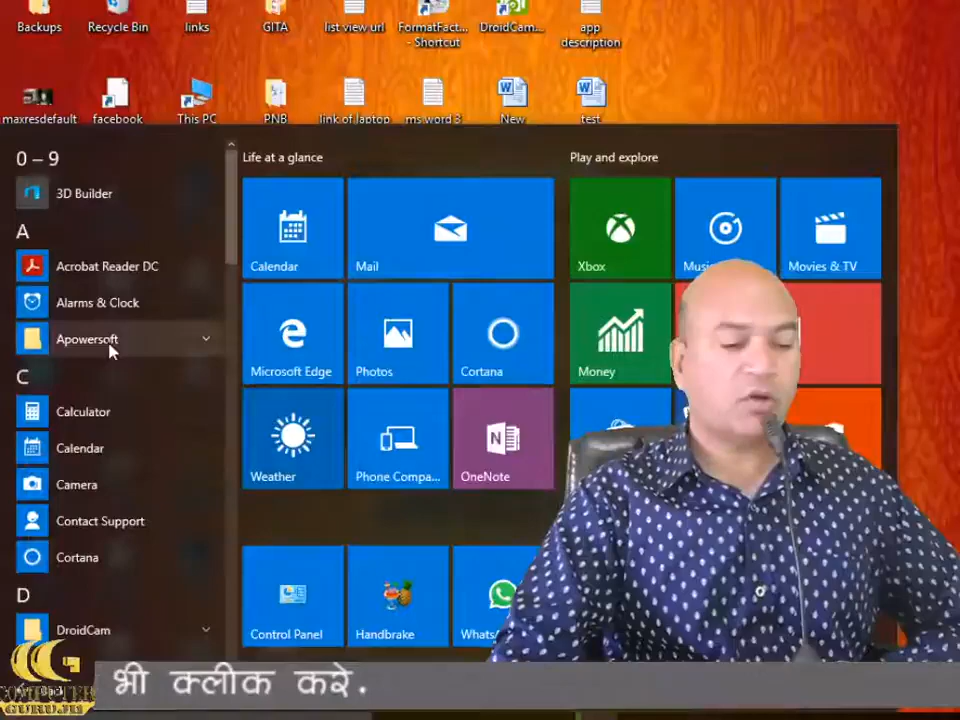 Backups
Recycle Bin
links
GITA
list view url
FormatFact...
- Shortcut
DroidCam...
app
description
maxresdefault
facebook
This PC
PNB
link of laptop
ms word 3
New
test
0 – 9
3D Builder
A
Acrobat Reader DC
Alarms & Clock
Apowersoft
C
Calculator
Calendar
Camera
Contact Support
Cortana
D
DroidCam
Life at a glance
Calendar
Mail
Microsoft Edge
Photos
Cortana
Weather
Phone Compa...
OneNote
Control Panel
Handbrake
Play and explore
Xbox
Movies & TV
Money
भी क्लीक करे.
COMPUTER
GURUJI